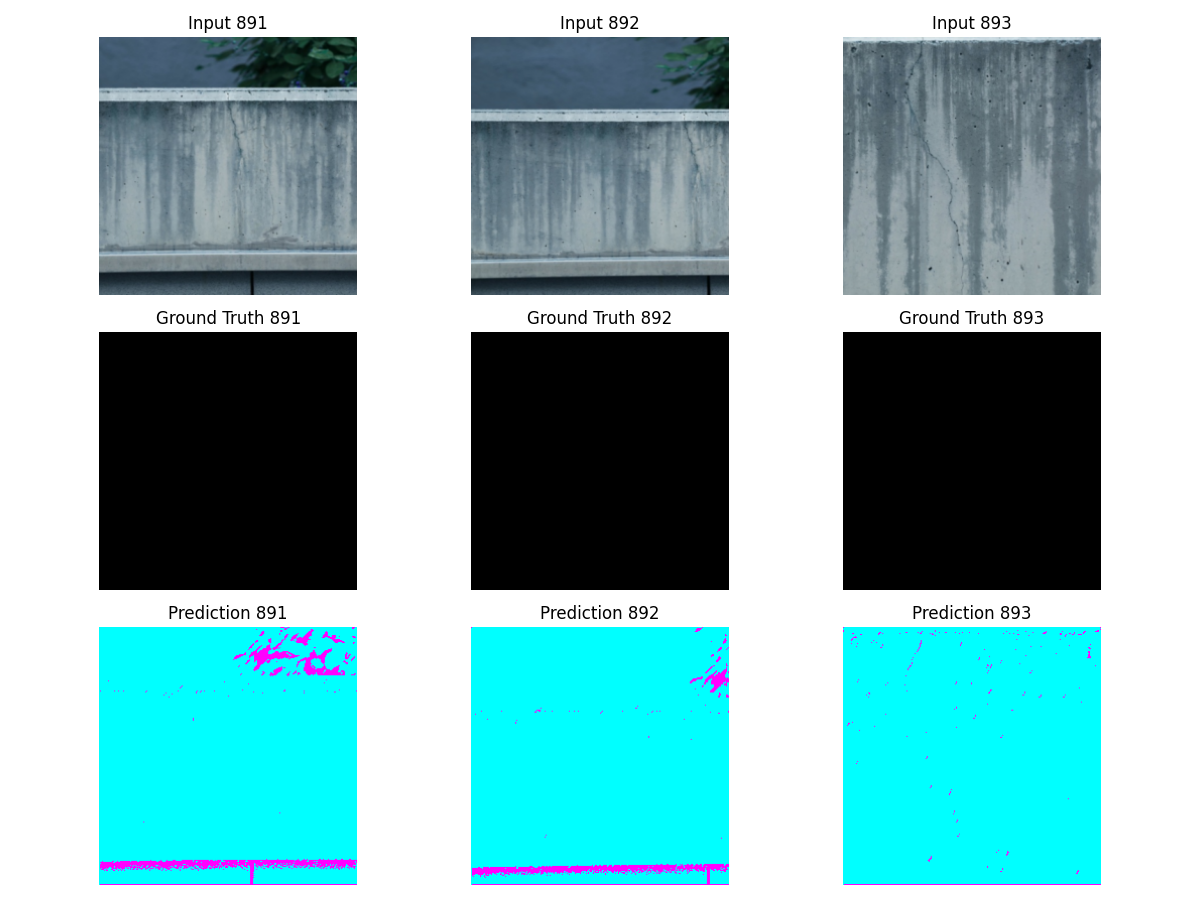 Input 891
Input 892
Input 893
Ground Truth 891
Ground Truth 892
Ground Truth 893
Prediction 891
Prediction 892
Prediction 893